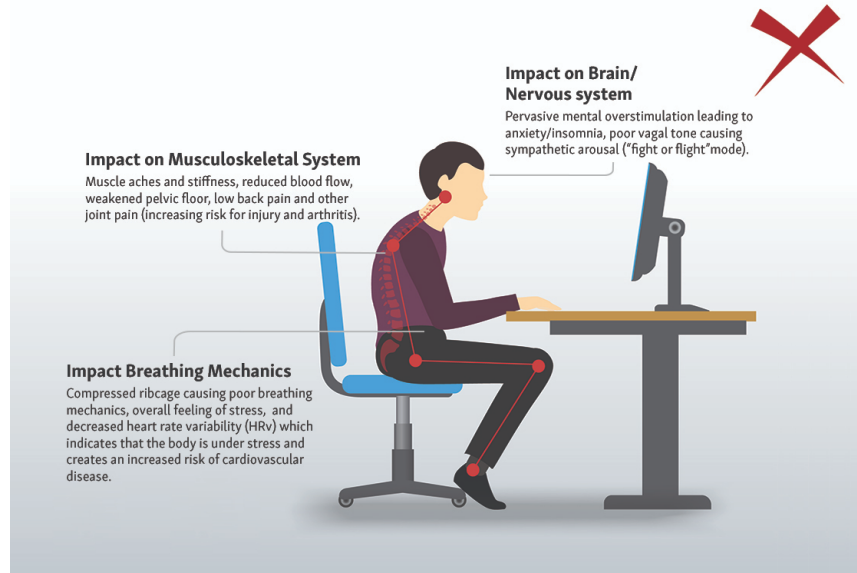 Impact on Brain/
Nervous system
Pervasive mental overstimulation leading to
anxiety/insomnia, poor vagal tone causing
sympathetic arousal (“fight or flight”mode).
Impact on Musculoskeletal System
Muscle aches and stiffness, reduced blood flow,
weakened pelvic floor, low back pain and other
joint pain (increasing risk for injury and arthritis).
Impact Breathing Mechanics
Compressed ribcage causing poor breathing
mechanics, overall feeling of stress, and
decreased heart rate variability (HRv) which
indicates that the body is under stress and
creates an increased risk of cardiovascular
disease.